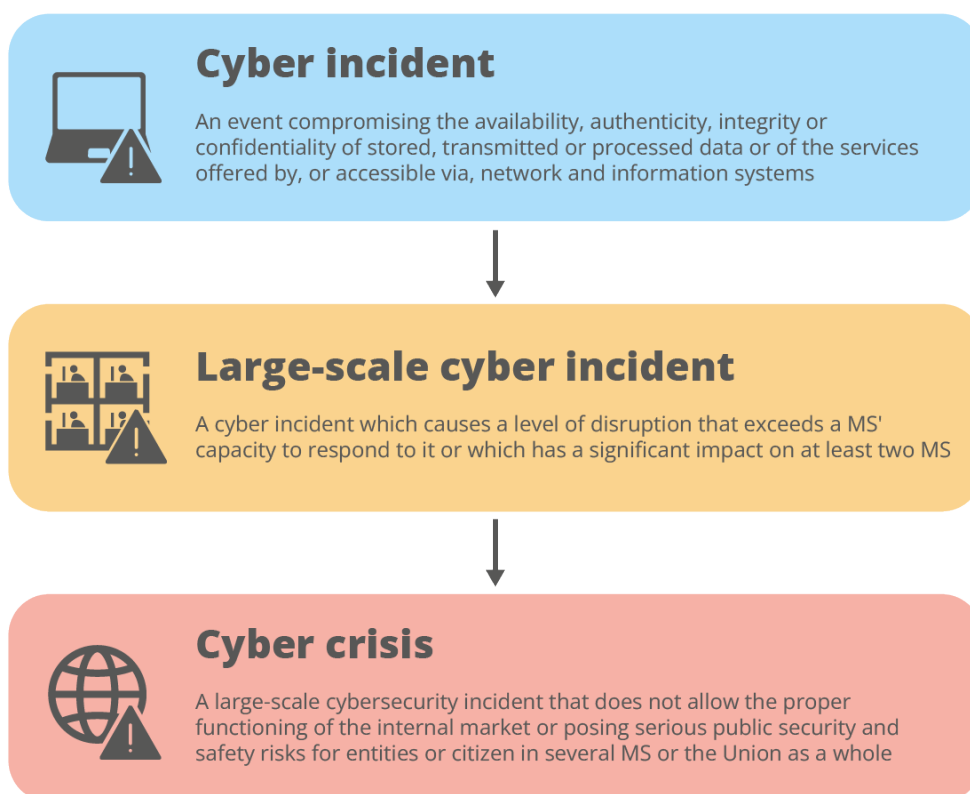 Cyber incident
An event compromising the availability, authenticity, integrity or
confidentiality of stored, transmitted or processed data or of the services
offered by, or accessible via, network and information systems
Large-scale cyber incident
A cyber incident which causes a level of disruption that exceeds a MS'
capacity to respond to it or which has a significant impact on at least two MS
Cyber crisis
A large-scale cybersecurity incident that does not allow the proper
functioning of the internal market or posing serious public security and
safety risks for entities or citizen in several MS or the Union as a whole